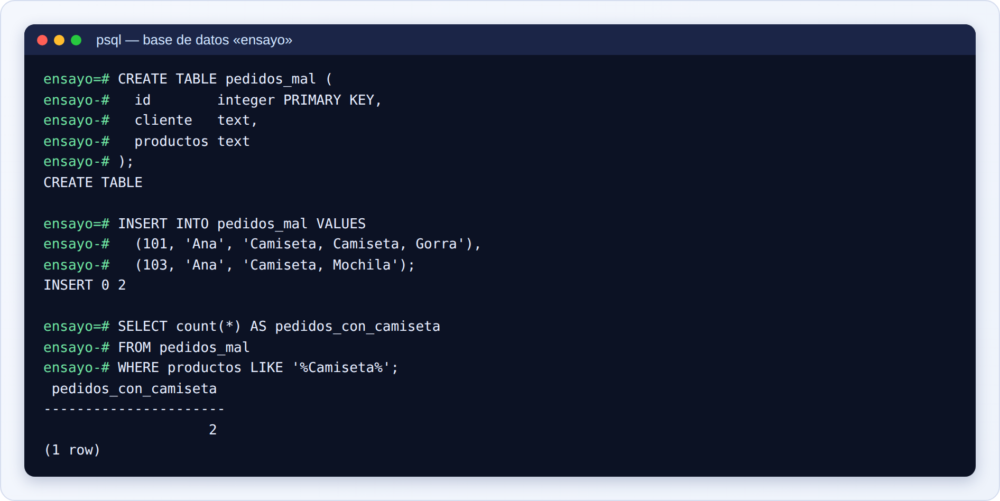 psql — base de datos «ensayo»
ensayo=# CREATE TABLE pedidos_mal (
ensayo-#   id        integer PRIMARY KEY,
ensayo-#   cliente   text,
ensayo-#   productos text
ensayo-# );
CREATE TABLE
ensayo=# INSERT INTO pedidos_mal VALUES
ensayo-#   (101, 'Ana', 'Camiseta, Camiseta, Gorra'),
ensayo-#   (103, 'Ana', 'Camiseta, Mochila');
INSERT 0 2
ensayo=# SELECT count(*) AS pedidos_con_camiseta
ensayo-# FROM pedidos_mal
ensayo-# WHERE productos LIKE '%Camiseta%';
 pedidos_con_camiseta
----------------------
                    2
(1 row)